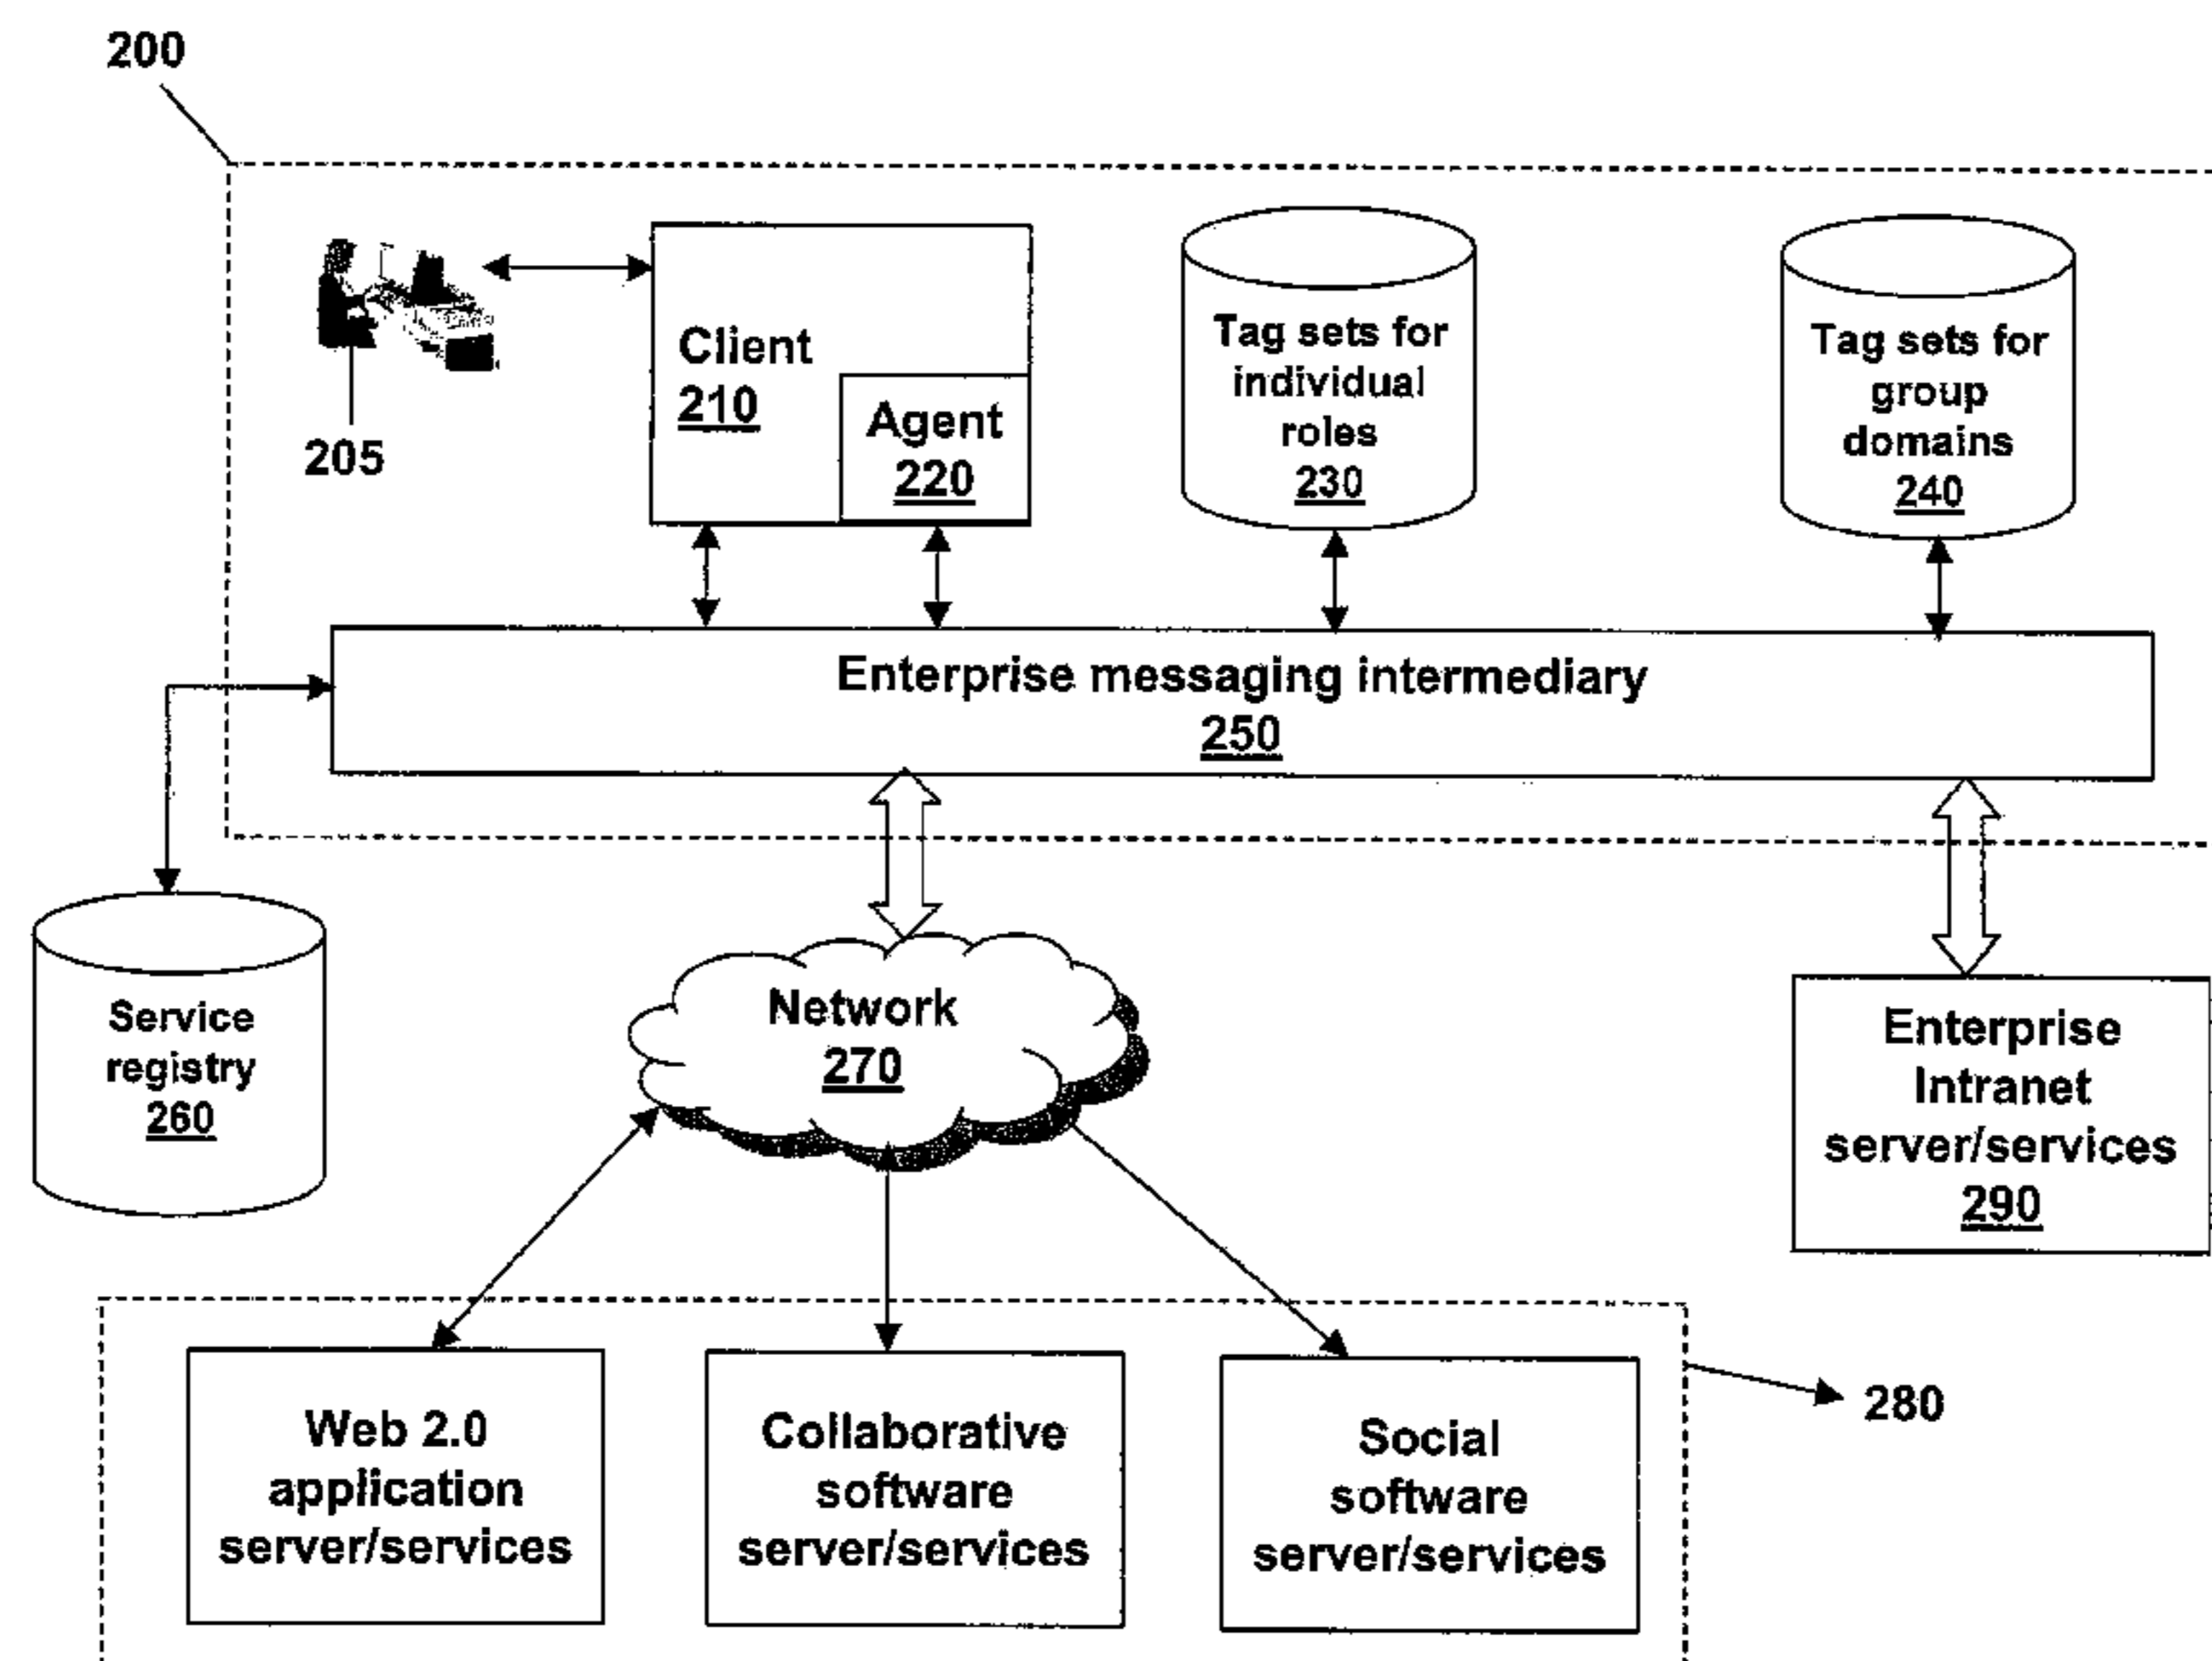 200
205
Client
210
Agent
220
Tag sets for
individual
roles
230
Tag sets for
group
domains
240
Enterprise messaging intermediary
250
Service
registry
260
Network
270
Enterprise
Intranet
server/services
290
280
Web 2.0
application
server/services
Collaborative
software
server/services
Social
software
server/services